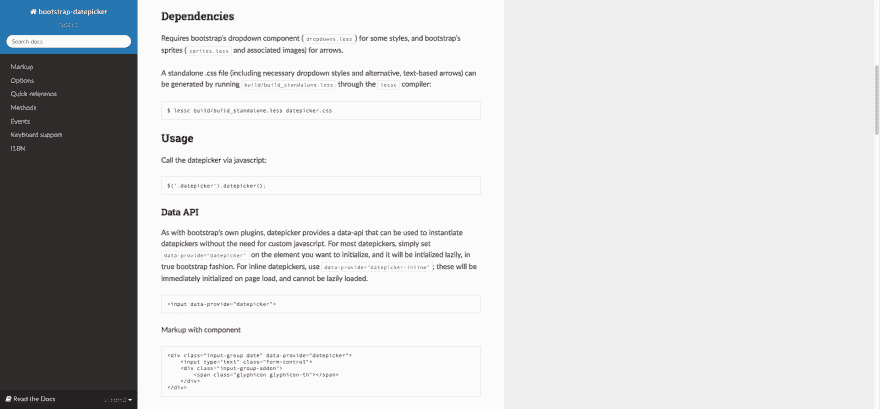 bootstrap-datepicker
Search docs
Markup
Options
Quick reference
Methods
Events
Keyboard support
I18N
Read the Docs
Dependencies
Requires bootstrap's dropdown component ( dropdowns.less ) for some styles, and bootstrap's
sprites ( sprites.less and associated images) for arrows.
A standalone .css file (including necessary dropdown styles and alternative, text-based arrows) can
be generated by running build/build_standalone.less through the lessc compiler:
$ lessc build/build_standalone.less datepicker.css
Usage
Call the datepicker via javascript:
$('.datepicker').datepicker();
Data API
As with bootstrap's own plugins, datepicker provides a data-api that can be used to instantiate
datepickers without the need for custom javascript. For most datepickers, simply set
data-provide="datepicker" on the element you want to initialize, and it will be intialized lazily, in
true bootstrap fashion. For inline datepickers, use data-provide="datepicker-inline" ; these will be
immediately initialized on page load, and cannot be lazily loaded.
<input data-provide="datepicker">
Markup with component
<div class="input-group date" data-provide="datepicker">
<input type="text" class="form-control">
<div class="input-group-addon">
<span class="glyphicon glyphicon-th"></span>
</div>
</div>